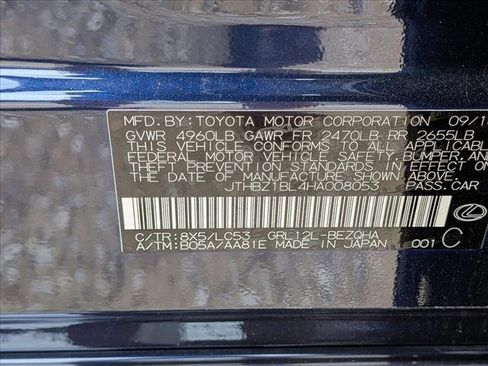 MFD. BY: TOYOTA MOTOR CORPORATION 09/16
GVWR 4960LB GAWR FR 2470LB RR 2655LB
THIS VEHICLE CONFORMS TO ALL APPLICABLE
FEDERAL MOTOR VEHICLE SAFETY, BUMPER, AND
THEFT PREVENTION STANDARDS IN EFFECT ON
THE DATE OF MANUFACTURE SHOWN ABOVE.
JTHBZ1BL4HA008053 PASS. CAR
C/TR: 8X5/LC53 GRL12L-BEZQHA
A/TM: B05A/AA81E MADE IN JAPAN 001 C